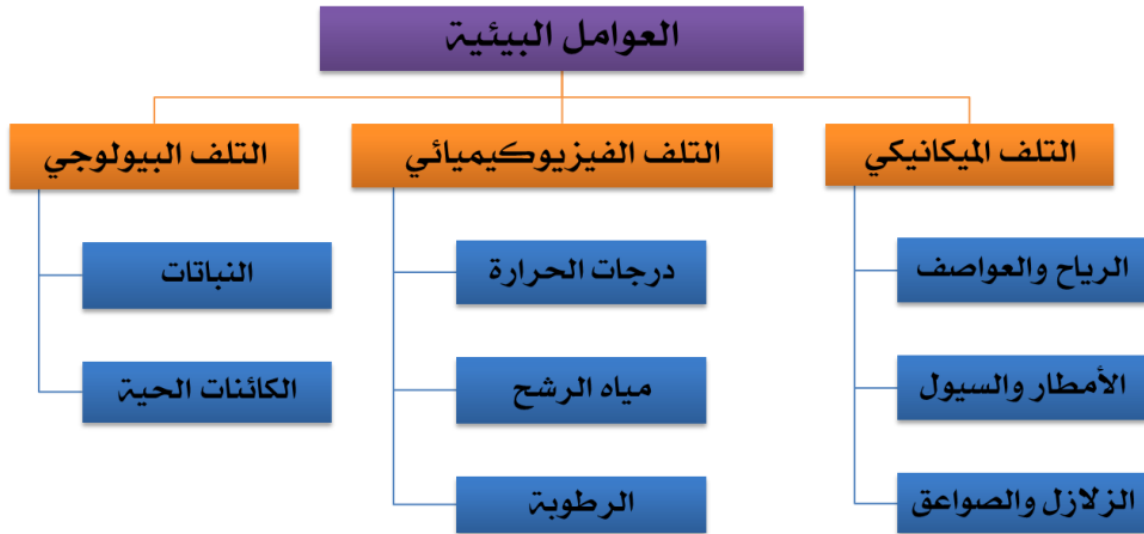 العوامل البيئية
التلف الميكانيكي
الرياح والعواصف
الأمطار والسيول
الزلازل والصواعق
التلف الفيزيوكيميائي
درجات الحرارة
مياه الرشح
الرطوبة
التلف البيولوجي
النباتات
الكائنات الحية